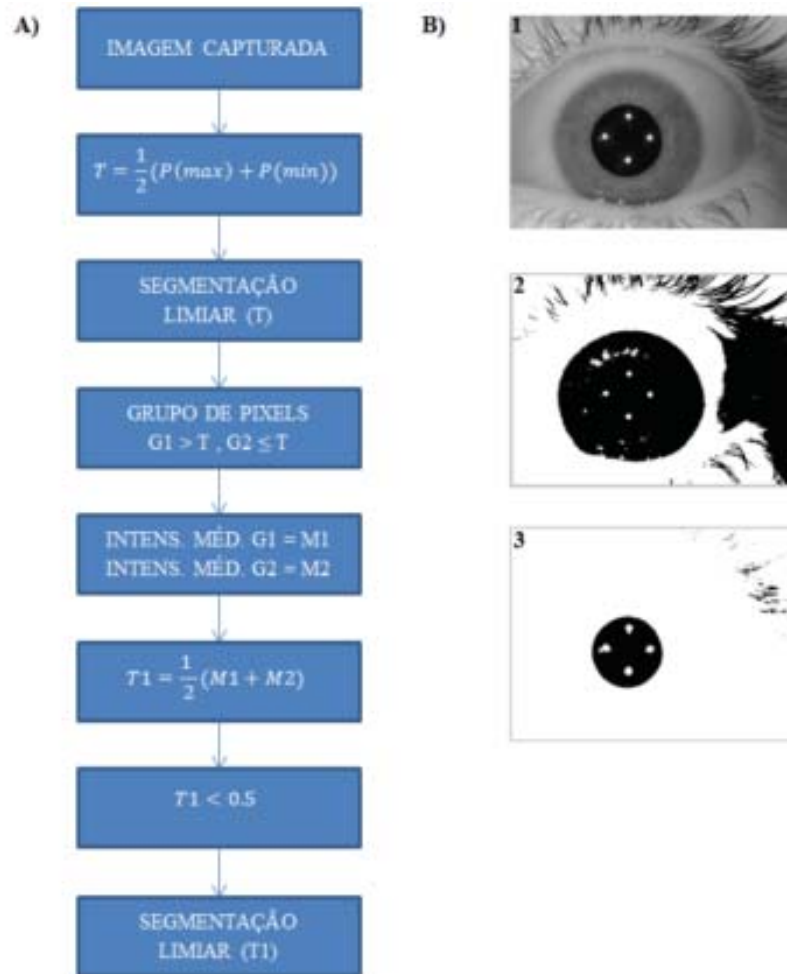 A)
IMAGEM CAPTURADA
T = 1/2 (P(max) + P(min))
SEGMENTAÇÃO
LIMIAR (T)
GRUPO DE PIXELS
G1 > T , G2 ≤ T
INTENS. MÉD. G1 = M1
INTENS. MÉD. G2 = M2
T1 = 1/2 (M1 + M2)
T1 < 0.5
SEGMENTAÇÃO
LIMIAR (T1)
B)
1
2
3